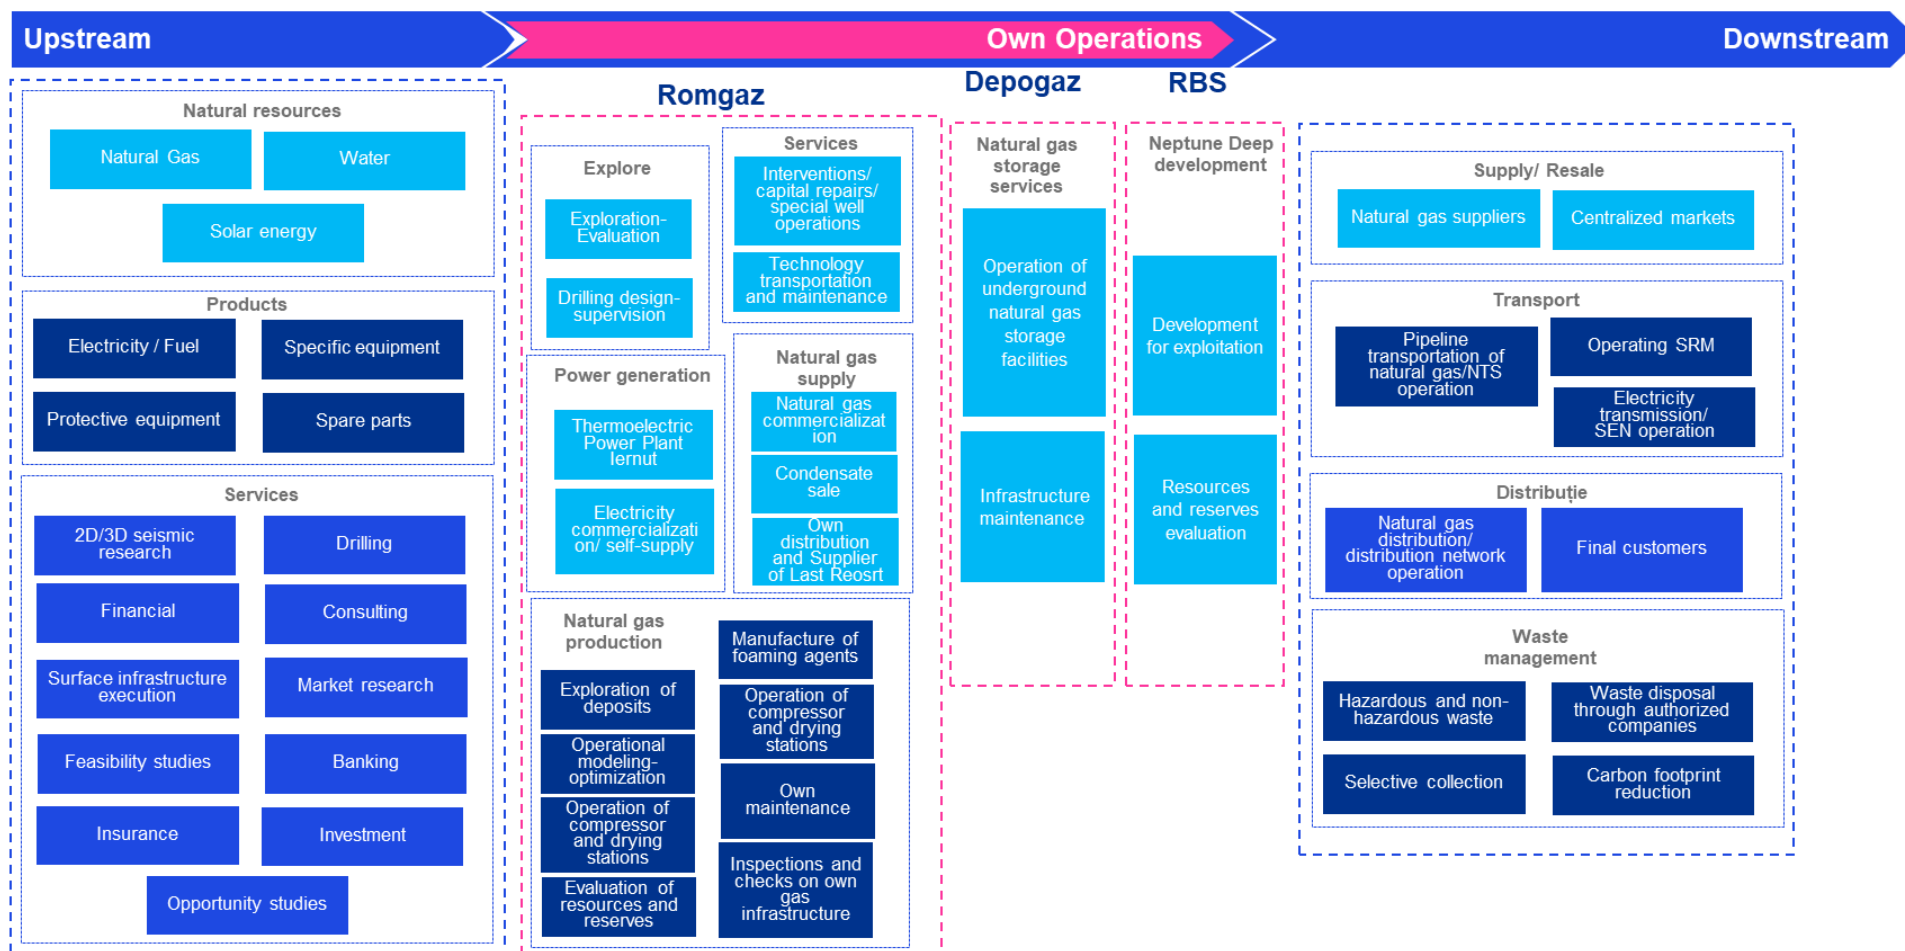 Upstream
Own Operations
Downstream
Natural resources
Natural Gas
Water
Solar energy
Products
Electricity / Fuel
Specific equipment
Protective equipment
Spare parts
Services
2D/3D seismic
research
Drilling
Financial
Consulting
Surface infrastructure
execution
Market research
Feasibility studies
Banking
Insurance
Investment
Opportunity studies
Romgaz
Explore
Exploration-
Evaluation
Drilling design-
supervision
Services
Interventions/
capital repairs/
special well
operations
Technology
transportation
and maintenance
Power generation
Thermoelectric
Power Plant
Iernut
Electricity
commercializati
on/ self-supply
Natural gas
supply
Natural gas
commercializat
ion
Condensate
sale
Own
distribution
and Supplier
of Last Reosrt
Natural gas
production
Exploration of
deposits
Operational
modeling-
optimization
Operation of
compressor
and drying
stations
Evaluation of
resources and
reserves
Manufacture of
foaming agents
Operation of
compressor
and drying
stations
Own
maintenance
Inspections and
checks on own
gas
infrastructure
Depogaz
Natural gas
storage
services
Operation of
underground
natural gas
storage
facilities
Infrastructure
maintenance
RBS
Neptune Deep
development
Development
for exploitation
Resources
and reserves
evaluation
Supply/ Resale
Natural gas suppliers
Centralized markets
Transport
Pipeline
transportation of
natural gas/NTS
operation
Operating SRM
Electricity
transmission/
SEN operation
Distribuție
Natural gas
distribution/
distribution network
operation
Final customers
Waste
management
Hazardous and non-
hazardous waste
Waste disposal
through authorized
companies
Selective collection
Carbon footprint
reduction